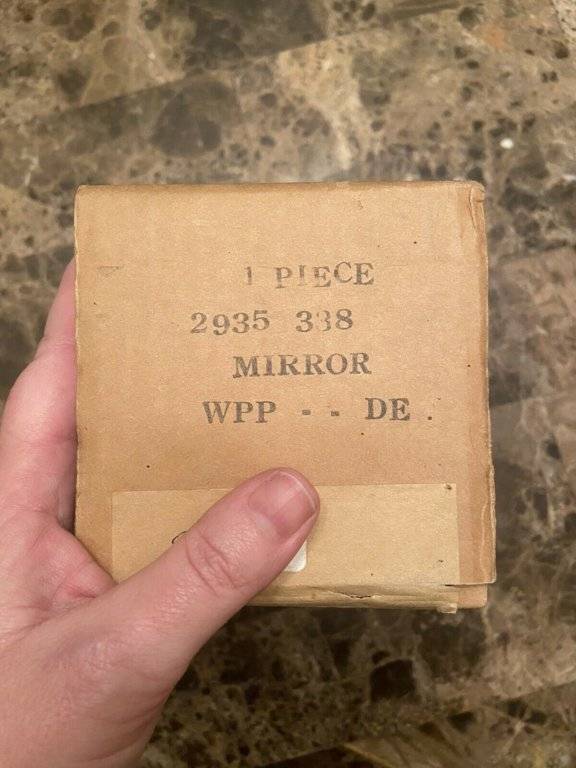 1 PIECE
2935 338
MIRROR
WPP - - DE.